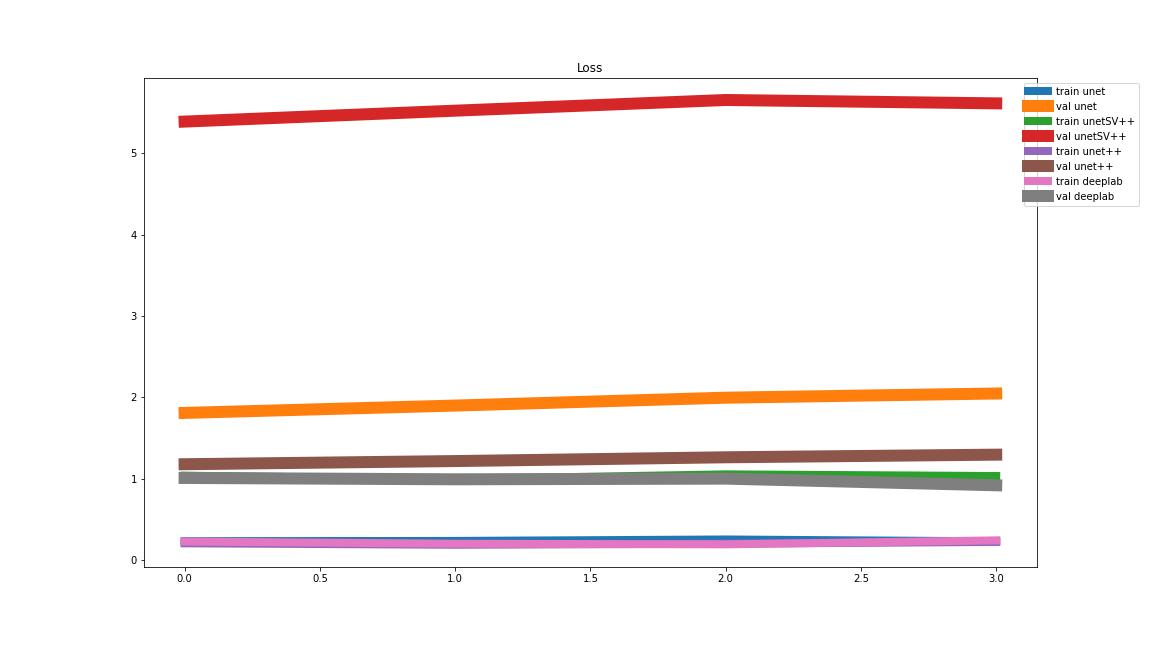 Loss
train unet
val unet
train unetSV++
val unetSV++
train unet++
val unet++
train deeplab
val deeplab
5
4
3
2
1
0
0.0 0.5 1.0 1.5 2.0 2.5 3.0